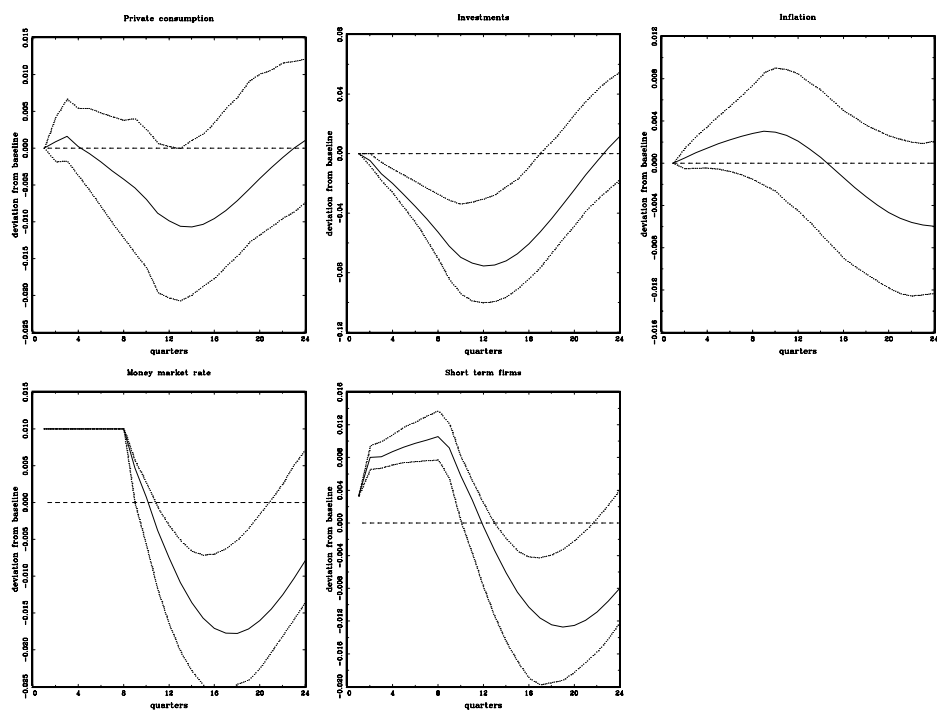 Private consumption
deviation from baseline
0.015
0.010
0.005
0.000
-0.005
-0.010
-0.015
-0.020
-0.025
0 4 8 12 16 20 24
quarters
Investments
deviation from baseline
0.08
0.04
0.00
-0.04
-0.08
-0.12
0 4 8 12 16 20 24
quarters
Inflation
deviation from baseline
0.012
0.008
0.004
0.000
-0.004
-0.008
-0.012
-0.016
0 4 8 12 16 20 24
quarters
Money market rate
deviation from baseline
0.015
0.010
0.005
0.000
-0.005
-0.010
-0.015
-0.020
-0.025
0 4 8 12 16 20 24
quarters
Short term firms
deviation from baseline
0.016
0.012
0.008
0.004
0.000
-0.004
-0.008
-0.012
-0.016
-0.020
0 4 8 12 16 20 24
quarters